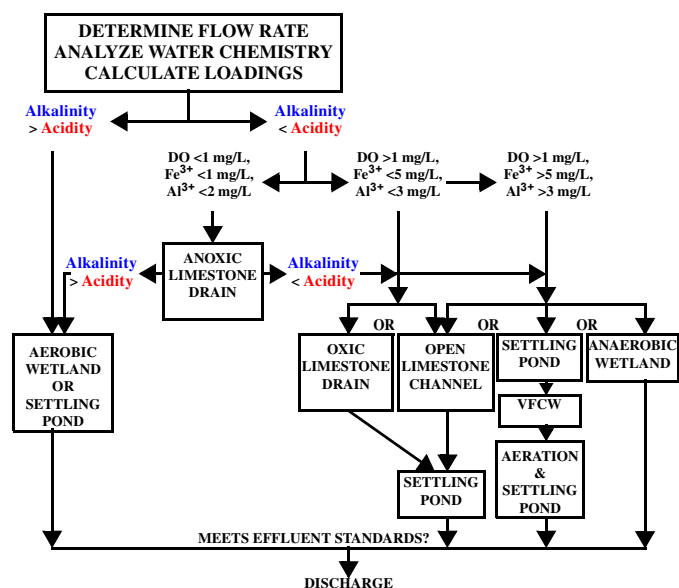 DETERMINE FLOW RATE
ANALYZE WATER CHEMISTRY
CALCULATE LOADINGS
Alkalinity
> Acidity
Alkalinity
< Acidity
DO <1 mg/L,
Fe³⁺ <1 mg/L,
Al³⁺ <2 mg/L
DO >1 mg/L,
Fe³⁺ <5 mg/L,
Al³⁺ <3 mg/L
DO >1 mg/L,
Fe³⁺ >5 mg/L,
Al³⁺ >3 mg/L
Alkalinity
> Acidity
ANOXIC
LIMESTONE
DRAIN
Alkalinity
< Acidity
OR
OR
OR
AEROBIC
WETLAND
OR
SETTLING
POND
OXIC
LIMESTONE
DRAIN
OPEN
LIMESTONE
CHANNEL
SETTLING
POND
ANAEROBIC
WETLAND
VFCW
SETTLING
POND
AERATION
&
SETTLING
POND
MEETS EFFLUENT STANDARDS?
DISCHARGE